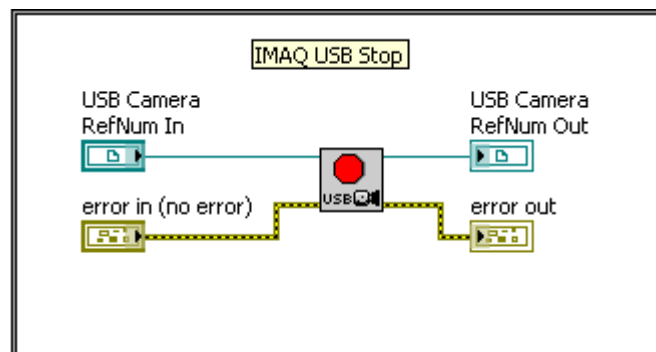 IMAQ USB Stop
USB Camera
RefNum In
USB Camera
RefNum Out
USB
error in (no error)
error out